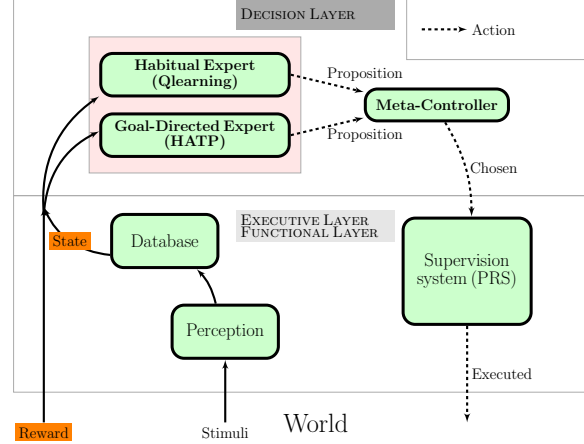 DECISION LAYER
Action
Habitual Expert
(Qlearning)
Proposition
Meta-Controller
Goal-Directed Expert
(HATP)
Proposition
Chosen
EXECUTIVE LAYER
FUNCTIONAL LAYER
State
Database
Supervision
system (PRS)
Perception
Executed
Reward
Stimuli
World